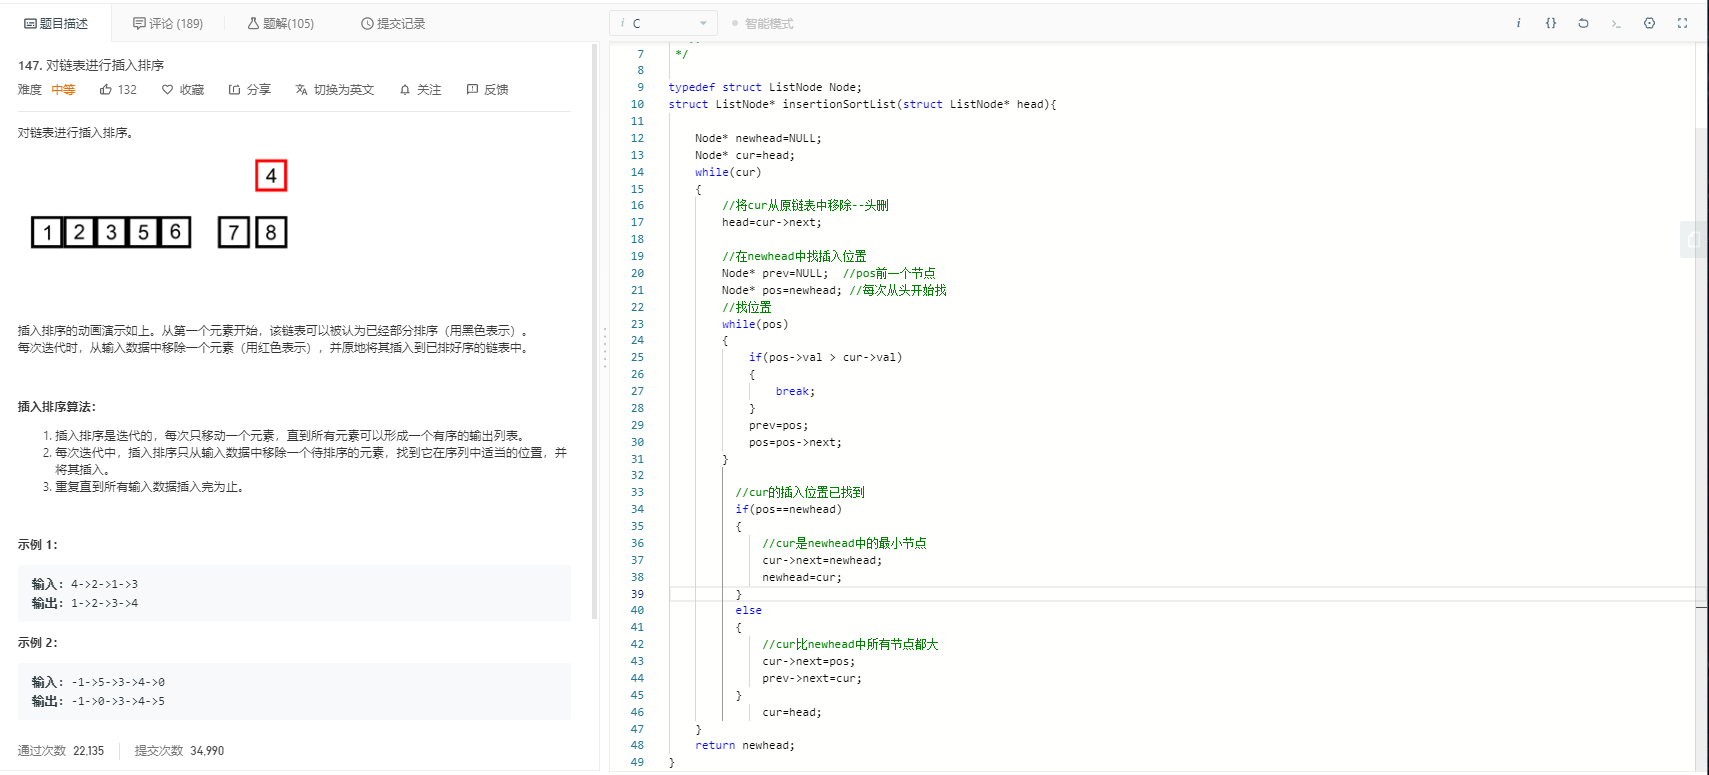 题目描述
评论 (189)
题解(105)
提交记录
147. 对链表进行插入排序
难度 中等 132 收藏 分享 切换为英文 关注 反馈
对链表进行插入排序。
4
1 2 3 5 6 7 8
插入排序的动画演示如上。从第一个元素开始，该链表可以被认为已经部分排序（用黑色表示）。
每次迭代时，从输入数据中移除一个元素（用红色表示），并原地将其插入到已排好序的链表中。
插入排序算法：
1. 插入排序是迭代的，每次只移动一个元素，直到所有元素可以形成一个有序的输出列表。
2. 每次迭代中，插入排序只从输入数据中移除一个待排序的元素，找到它在序列中适当的位置，并
将其插入。
3. 重复直到所有输入数据插入完为止。
示例 1：
输入: 4->2->1->3
输出: 1->2->3->4
示例 2：
输入: -1->5->3->4->0
输出: -1->0->3->4->5
通过次数 22,135 提交次数 34,990
i C 智能模式 i {} >_
7 */
8
9 typedef struct ListNode Node;
10 struct ListNode* insertionSortList(struct ListNode* head){
11
12 Node* newhead=NULL;
13 Node* cur=head;
14 while(cur)
15 {
16 //将cur从原链表中移除--头删
17 head=cur->next;
18
19 //在newhead中找插入位置
20 Node* prev=NULL; //pos前一个节点
21 Node* pos=newhead; //每次从头开始找
22 //找位置
23 while(pos)
24 {
25 if(pos->val > cur->val)
26 {
27 break;
28 }
29 prev=pos;
30 pos=pos->next;
31 }
32
33 //cur的插入位置已找到
34 if(pos==newhead)
35 {
36 //cur是newhead中的最小节点
37 cur->next=newhead;
38 newhead=cur;
39 }
40 else
41 {
42 //cur比newhead中所有节点都大
43 cur->next=pos;
44 prev->next=cur;
45 }
46 cur=head;
47 }
48 return newhead;
49 }